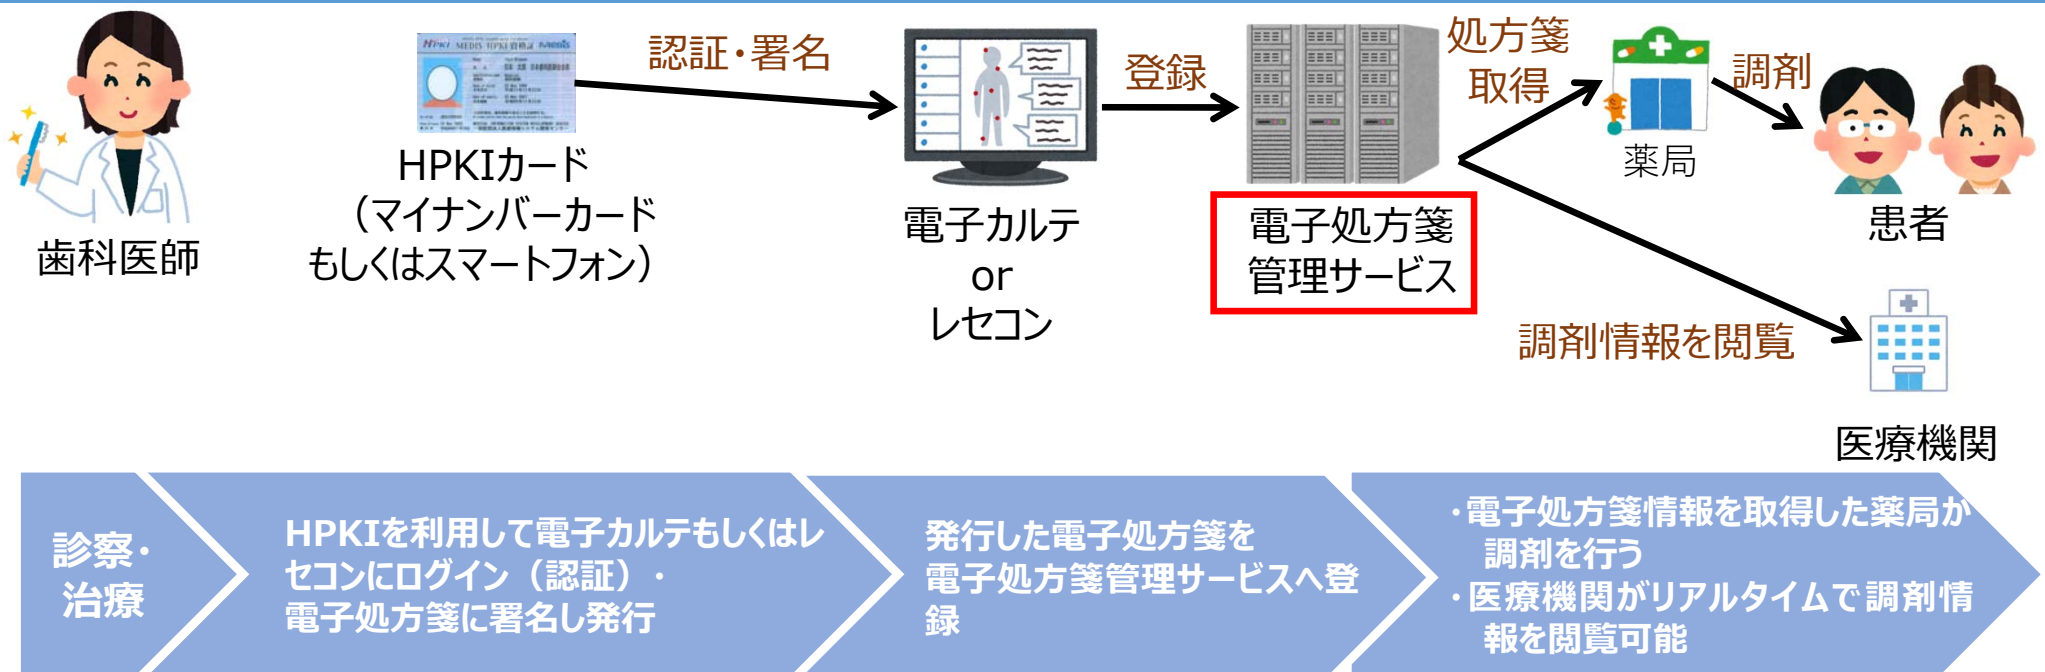 歯科医師
HPKI MEDIS HPKI 資格証 MEDIS
HPKIカード
（マイナンバーカード
もしくはスマートフォン）
認証・署名
電子カルテ
or
レセコン
登録
電子処方箋
管理サービス
処方箋
取得
薬局
調剤
患者
調剤情報を閲覧
医療機関
診察・
治療
HPKIを利用して電子カルテもしくはレ
セコンにログイン（認証）・
電子処方箋に署名し発行
発行した電子処方箋を
電子処方箋管理サービスへ登
録
・電子処方箋情報を取得した薬局が
調剤を行う
・医療機関がリアルタイムで調剤情
報を閲覧可能